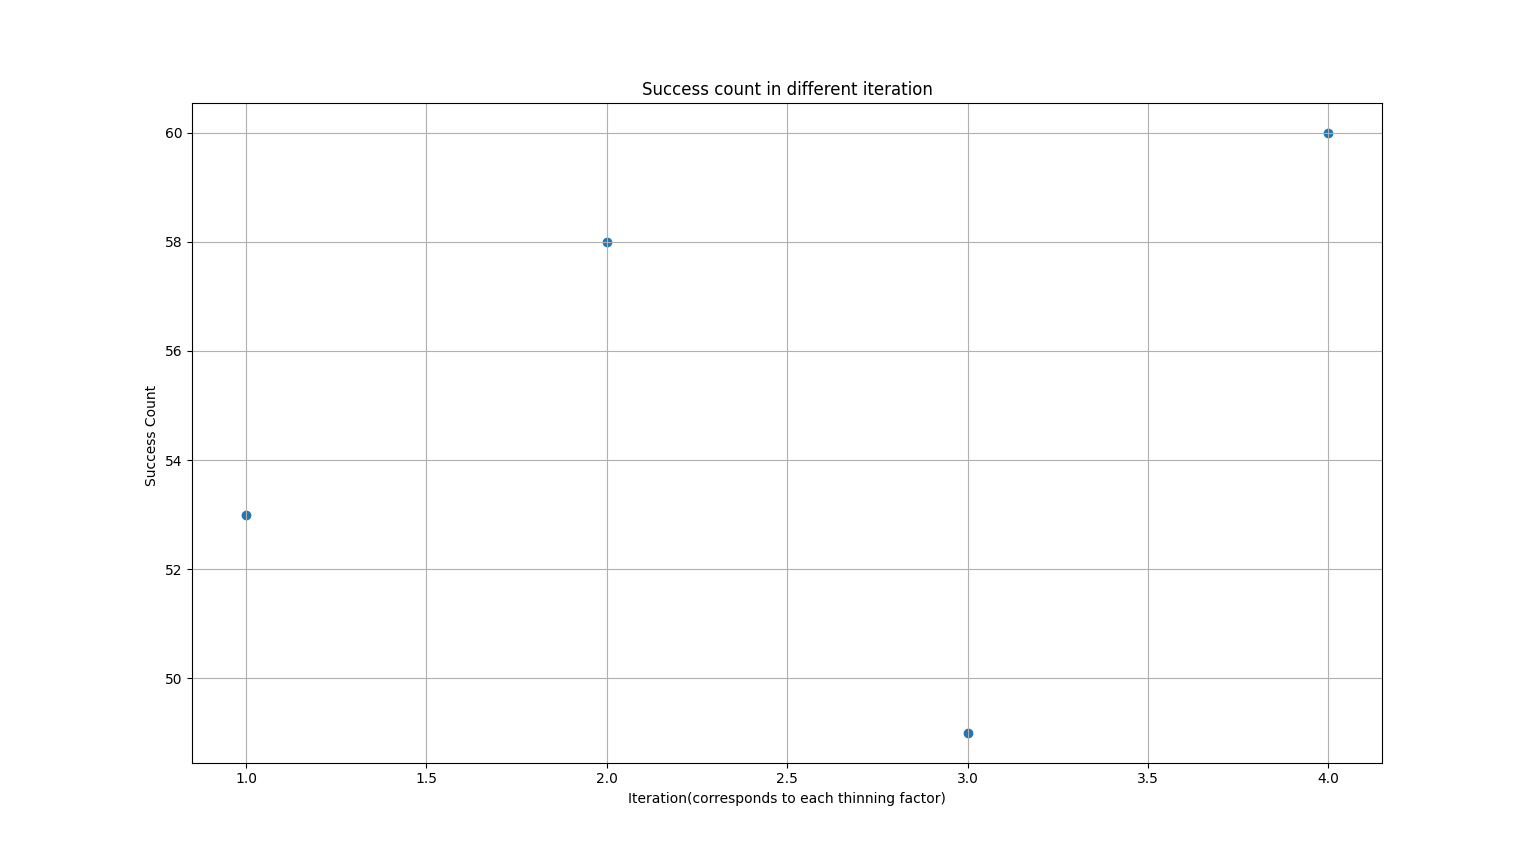 Success count in different iteration
60
58
56
54
52
50
Success Count
1.0 1.5 2.0 2.5 3.0 3.5 4.0
Iteration(corresponds to each thinning factor)